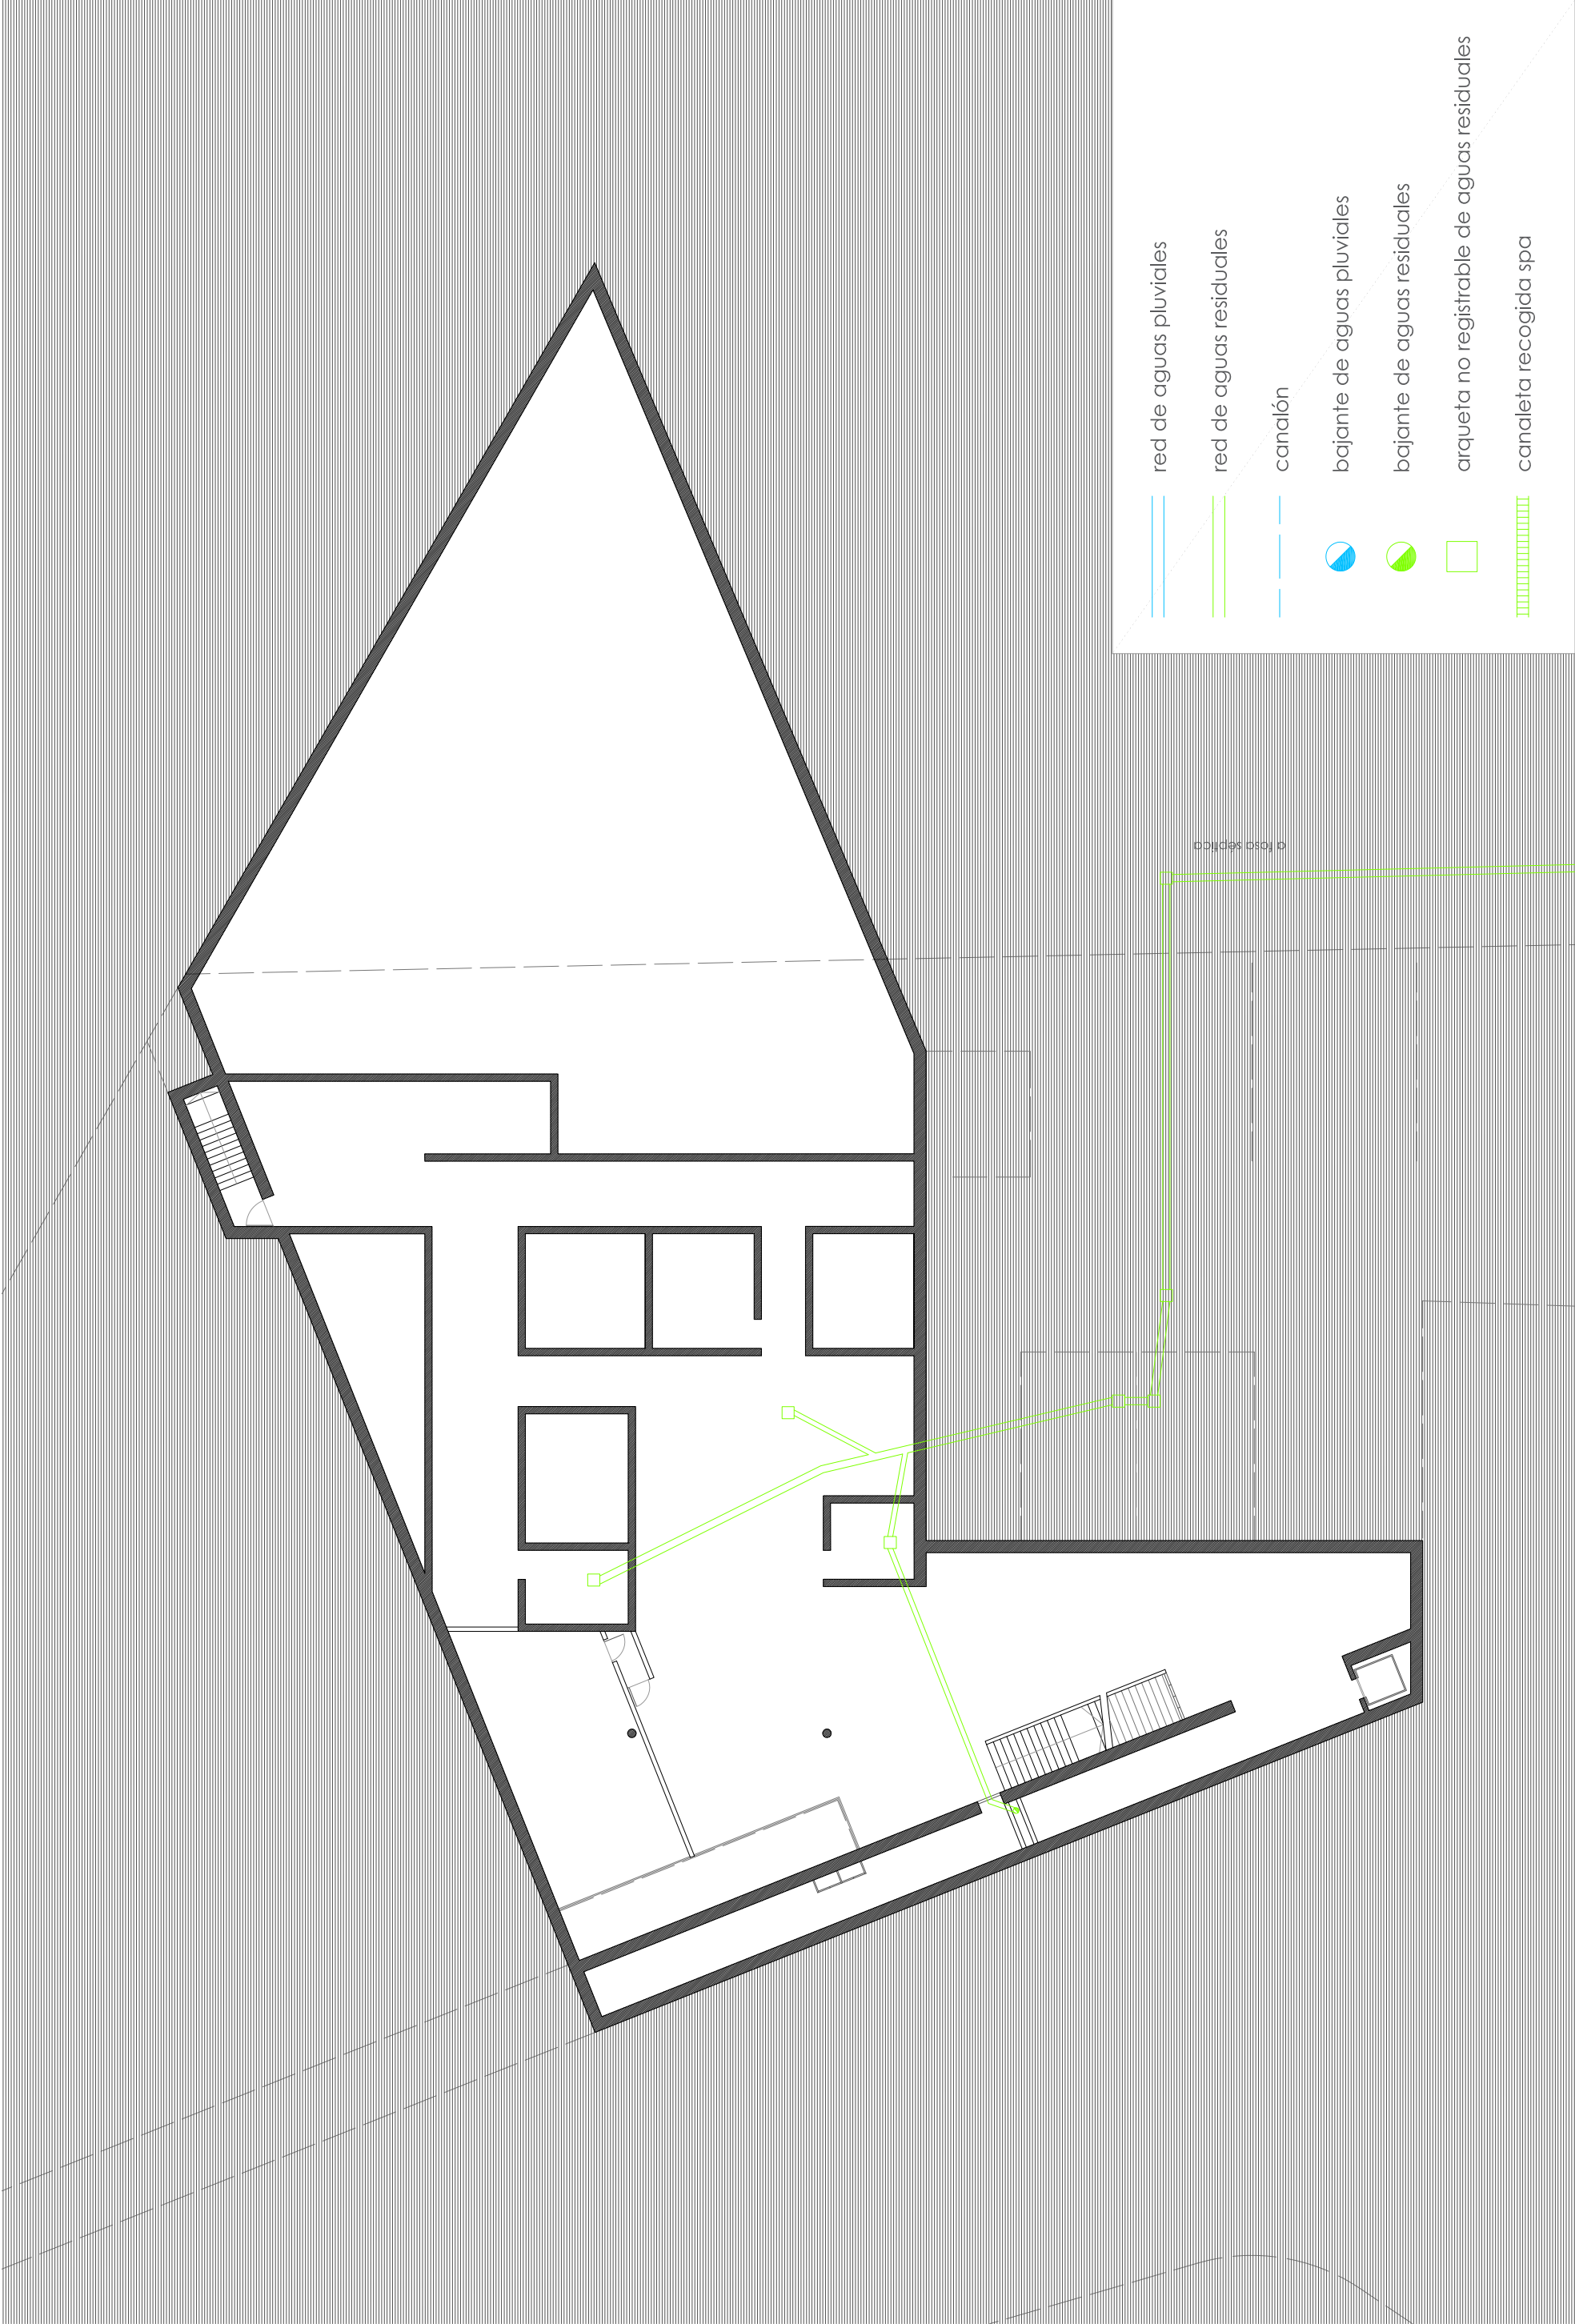 red de aguas pluviales
red de aguas residuales
canalón
bajante de aguas pluviales
bajante de aguas residuales
arqueta no registrable de aguas residuales
canaleta recogida spa
a fosa séptica